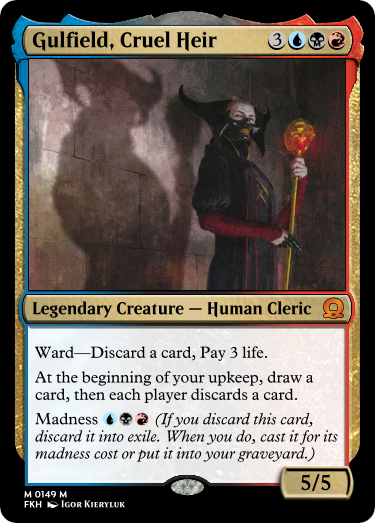 Gulfield, Cruel Heir 3
Legendary Creature — Human Cleric
Ward—Discard a card, Pay 3 life.
At the beginning of your upkeep, draw a
card, then each player discards a card.
Madness (If you discard this card,
discard it into exile. When you do, cast it for its
madness cost or put it into your graveyard.)
5/5
M 0149 M
FKH Igor Kieryluk